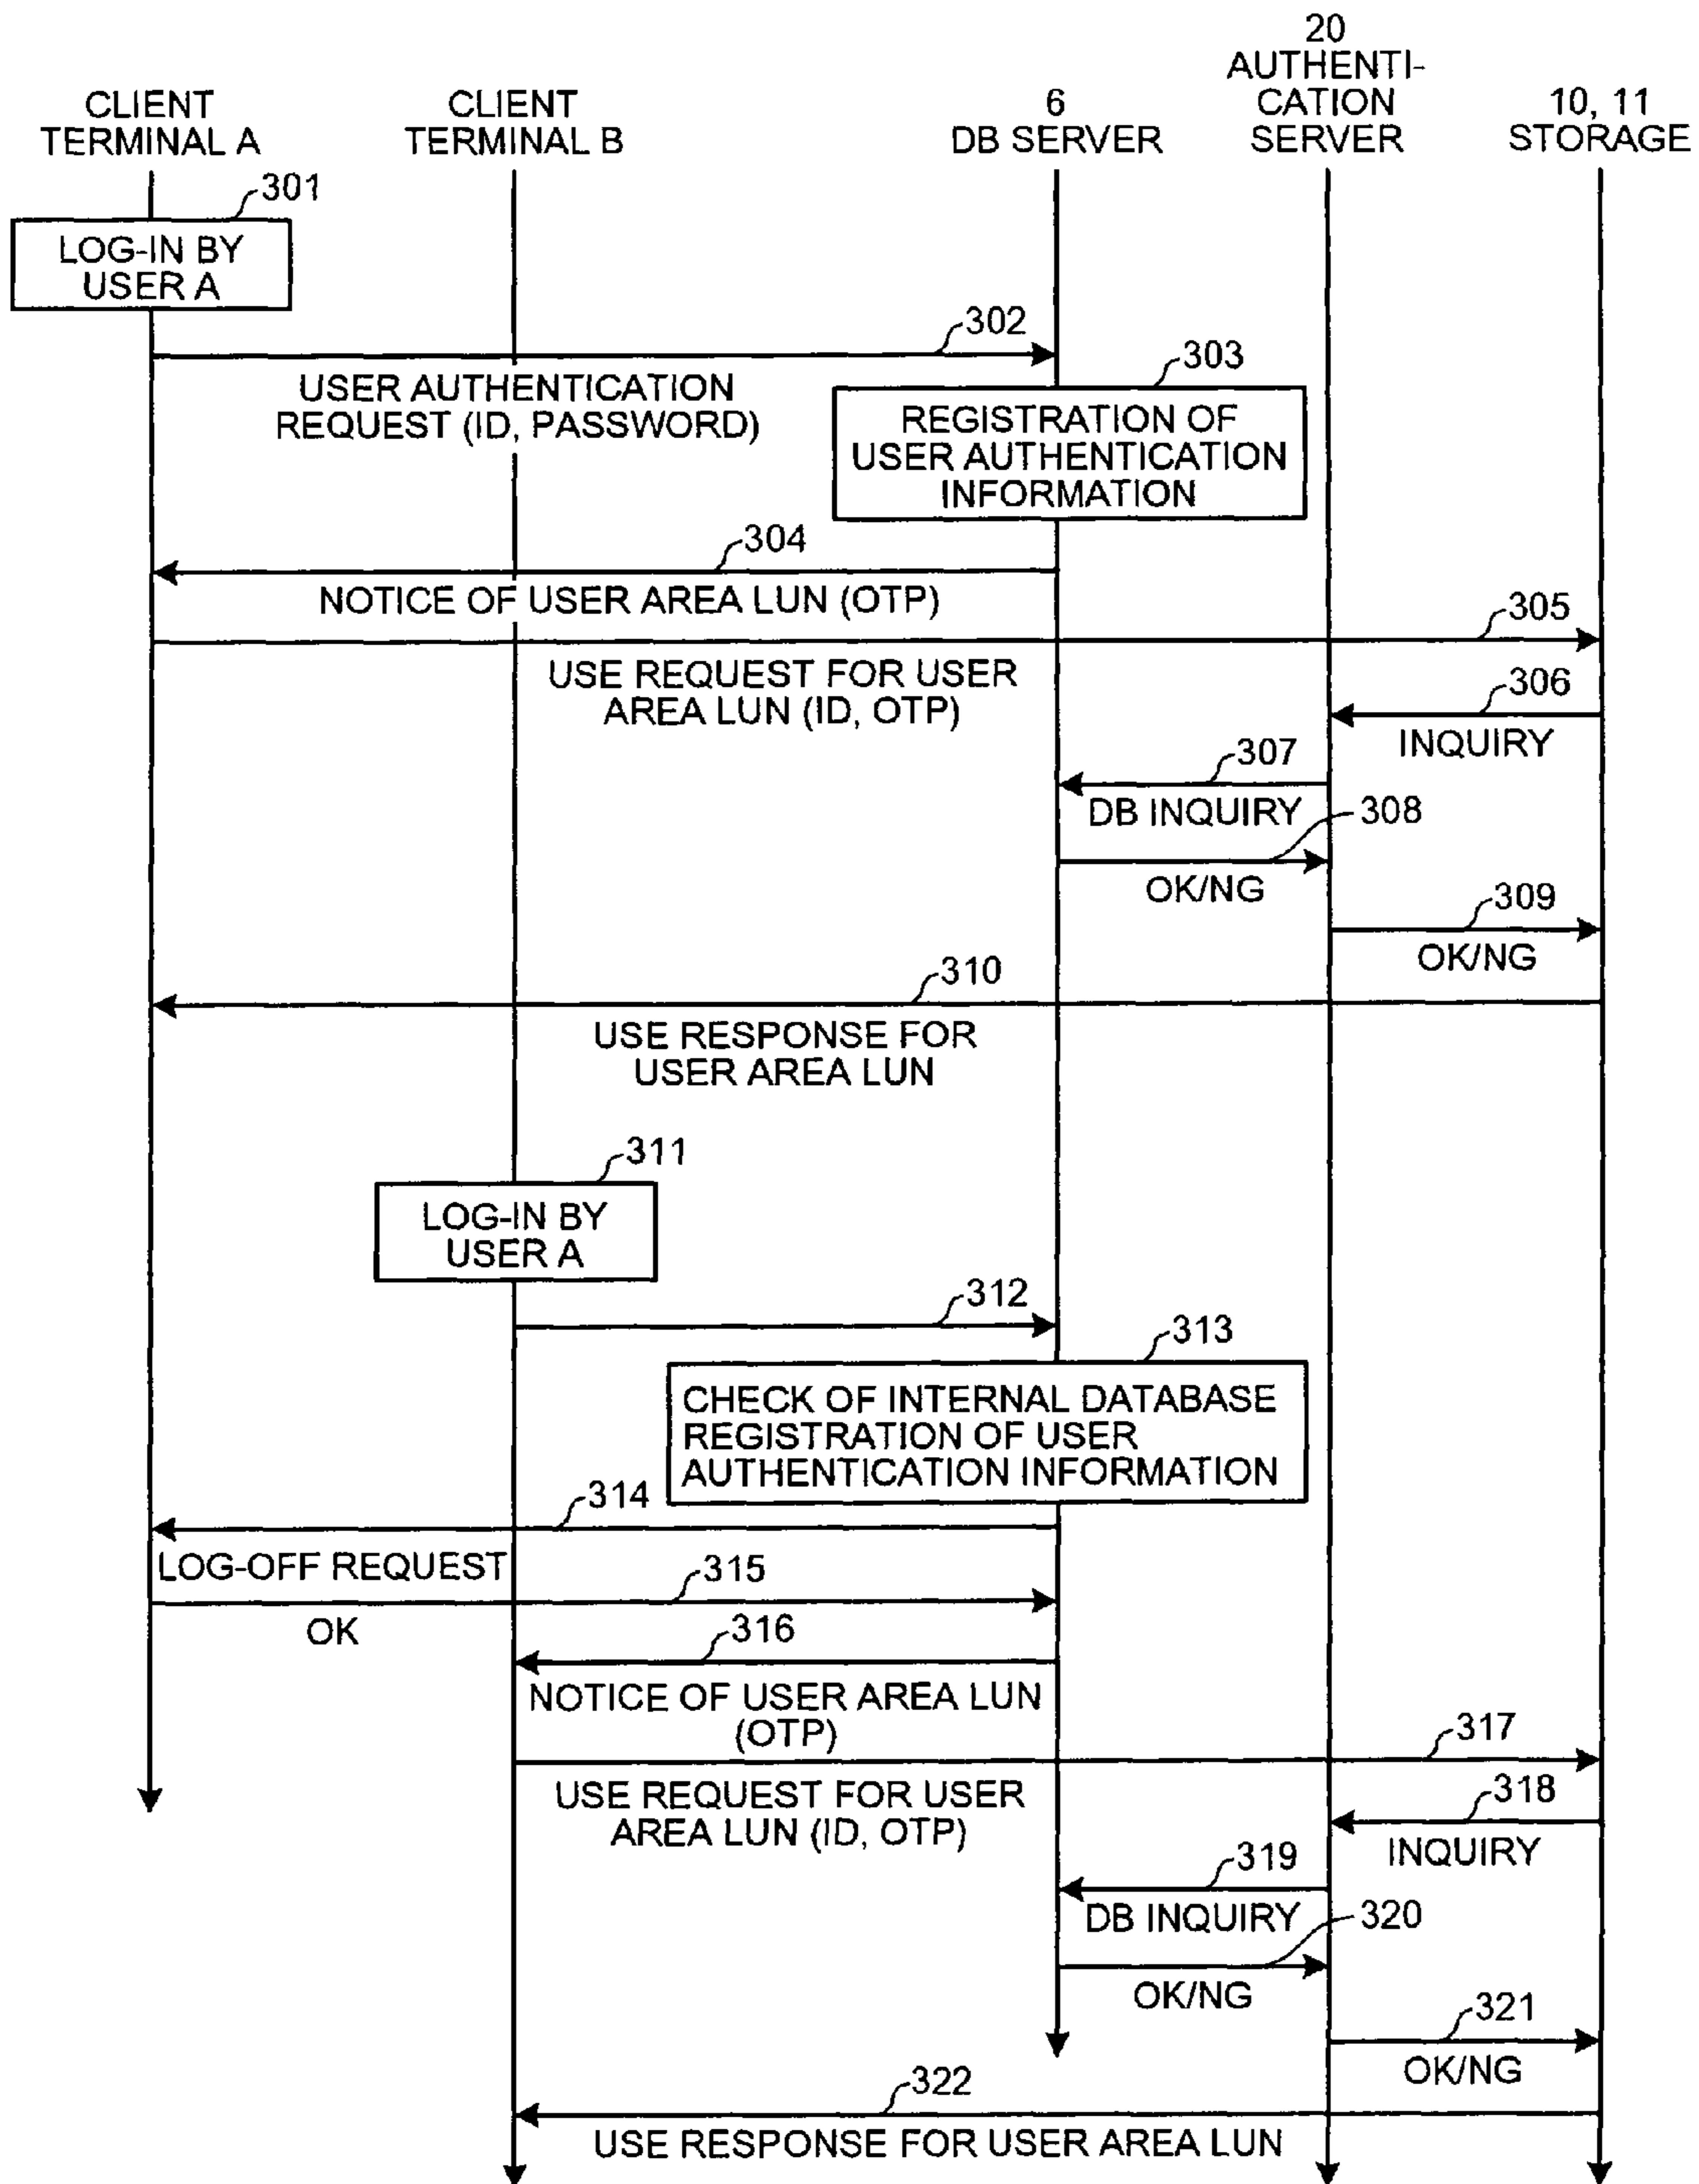 20
AUTHENTI-
CLIENT
TERMINAL A
CLIENT
TERMINAL B
6
DB SERVER
CATION
SERVER
10, 11
STORAGE
301
LOG-IN BY
USER A
302
USER AUTHENTICATION
REQUEST (ID, PASSWORD)
303
REGISTRATION OF
USER AUTHENTICATION
INFORMATION
304
NOTICE OF USER AREA LUN (OTP)
305
USE REQUEST FOR USER
AREA LUN (ID, OTP)
306
INQUIRY
307
DB INQUIRY
308
OK/NG
309
OK/NG
310
USE RESPONSE FOR
USER AREA LUN
311
LOG-IN BY
USER A
312
313
CHECK OF INTERNAL DATABASE
REGISTRATION OF USER
AUTHENTICATION INFORMATION
314
LOG-OFF REQUEST
315
OK
316
NOTICE OF USER AREA LUN
(OTP)
317
USE REQUEST FOR USER
AREA LUN (ID, OTP)
318
INQUIRY
319
DB INQUIRY
320
OK/NG
321
OK/NG
322
USE RESPONSE FOR USER AREA LUN